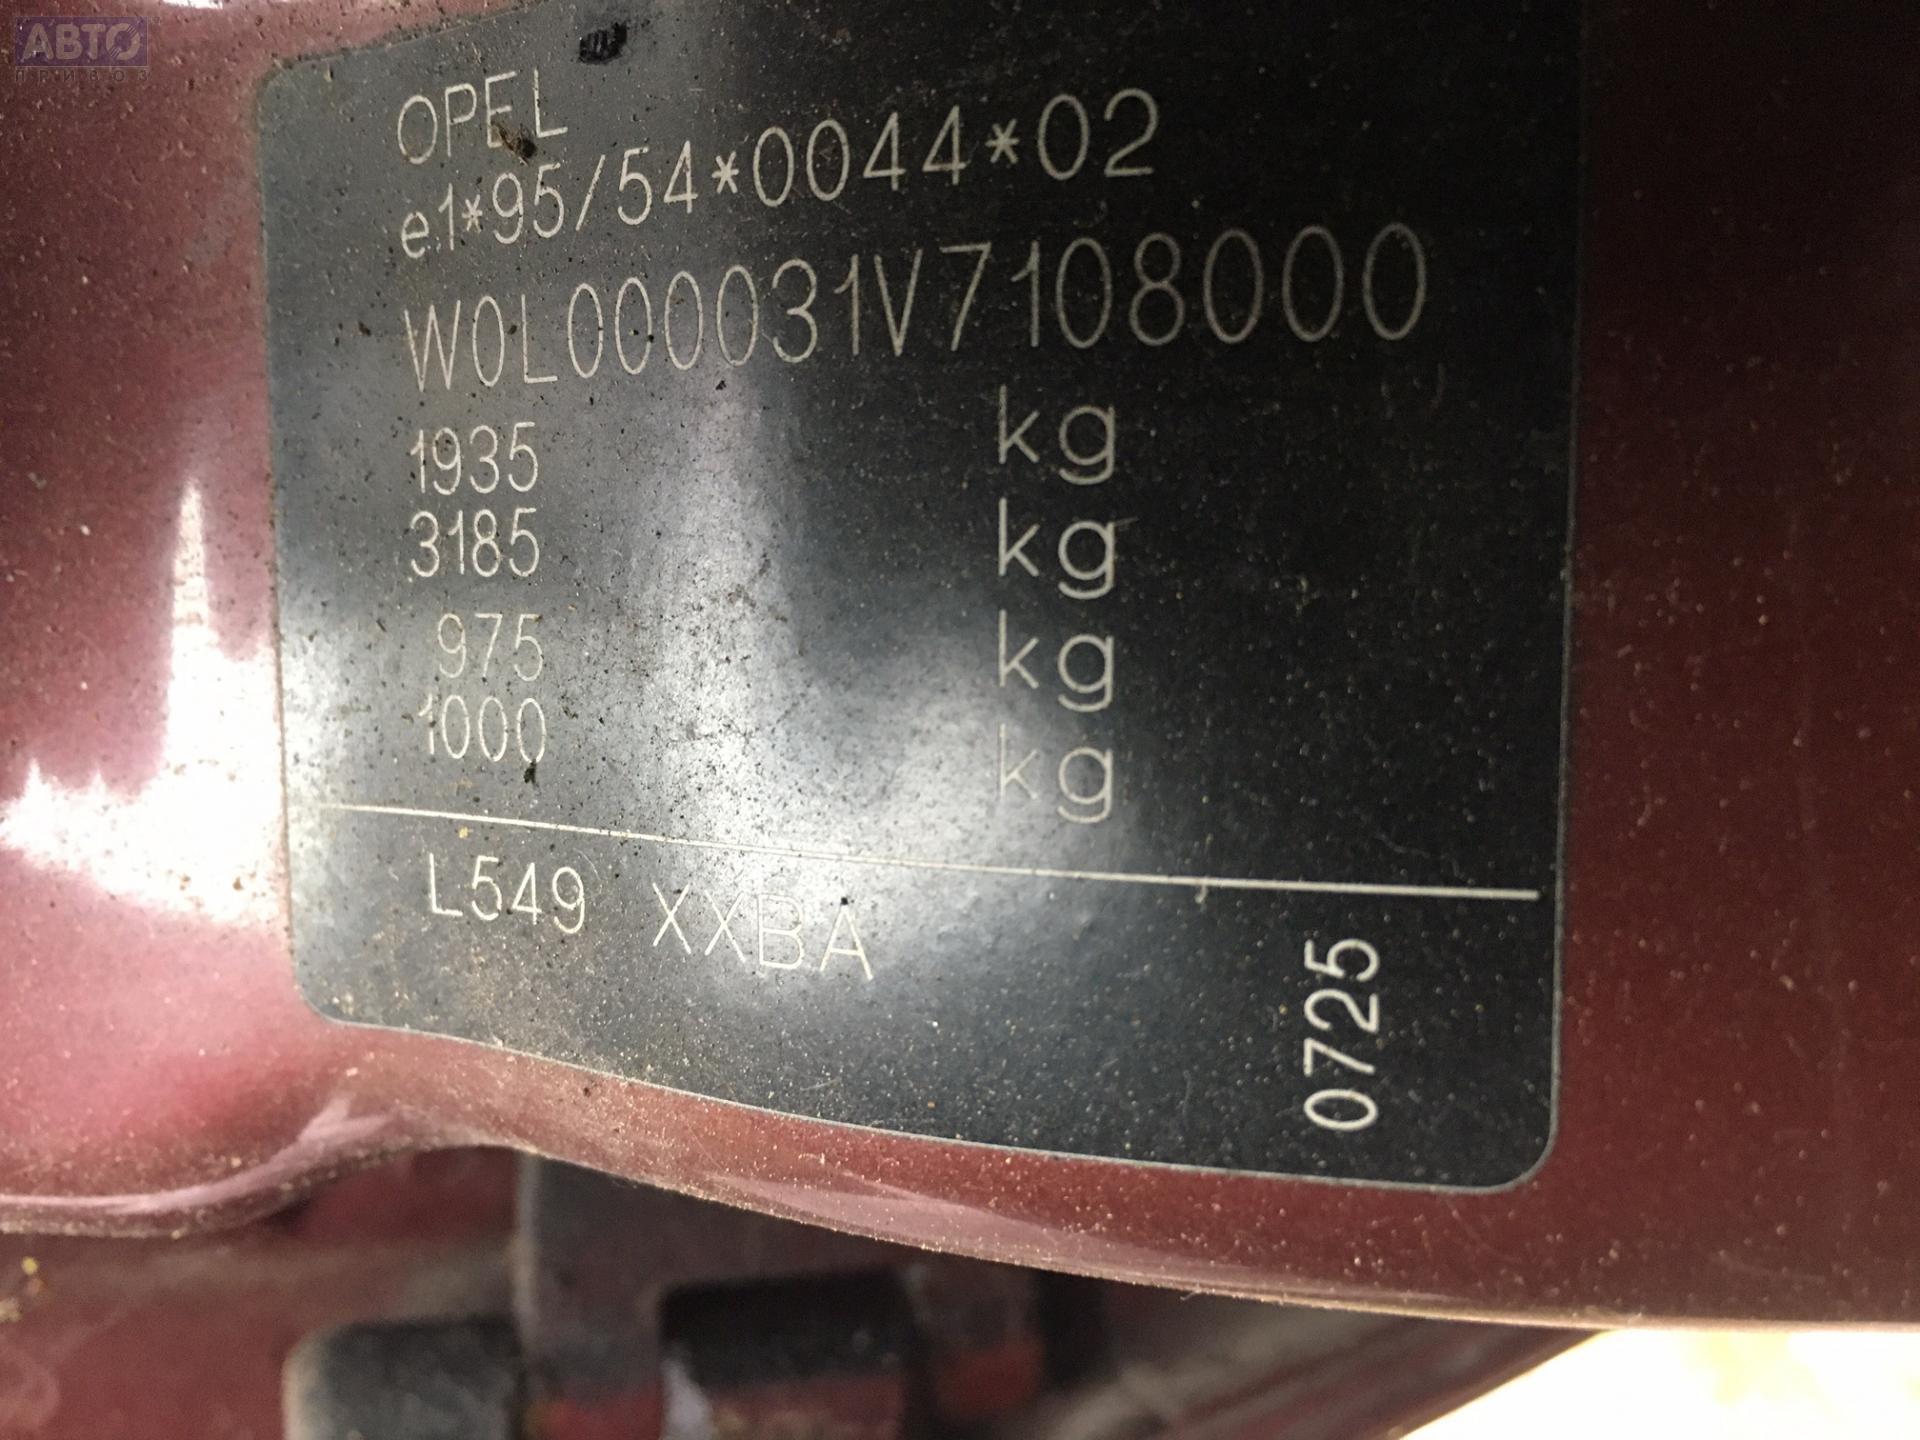 АВТО
ПРИВОЗ
OPEL
e1*95/54*0044*02
W0L000031V7108000
1935 kg
3185 kg
975 kg
1000 kg
L549 XXBA
0725